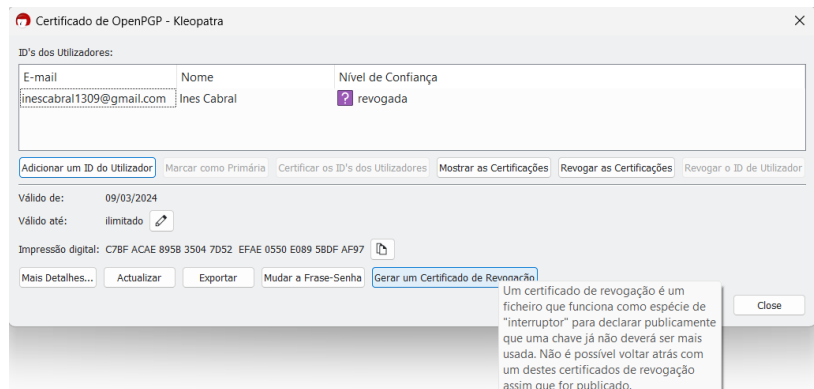 Certificado de OpenPGP - Kleopatra
ID's dos Utilizadores:
E-mail Nome Nível de Confiança
inescabral1309@gmail.com Ines Cabral revogada
Adicionar um ID do Utilizador Marcar como Primária Certificar os ID's dos Utilizadores Mostrar as Certificações Revogar as Certificações Revogar o ID de Utilizador
Válido de: 09/03/2024
Válido até: ilimitado
Impressão digital: C7BF ACAE 895B 3504 7D52 EFAE 0550 E089 5BDF AF97
Mais Detalhes... Actualizar Exportar Mudar a Frase-Senha Gerar um Certificado de Revogação
Um certificado de revogação é um
ficheiro que funciona como espécie de
"interruptor" para declarar publicamente
que uma chave já não deverá ser mais
usada. Não é possível voltar atrás com
um destes certificados de revogação
assim que for publicado.
Close